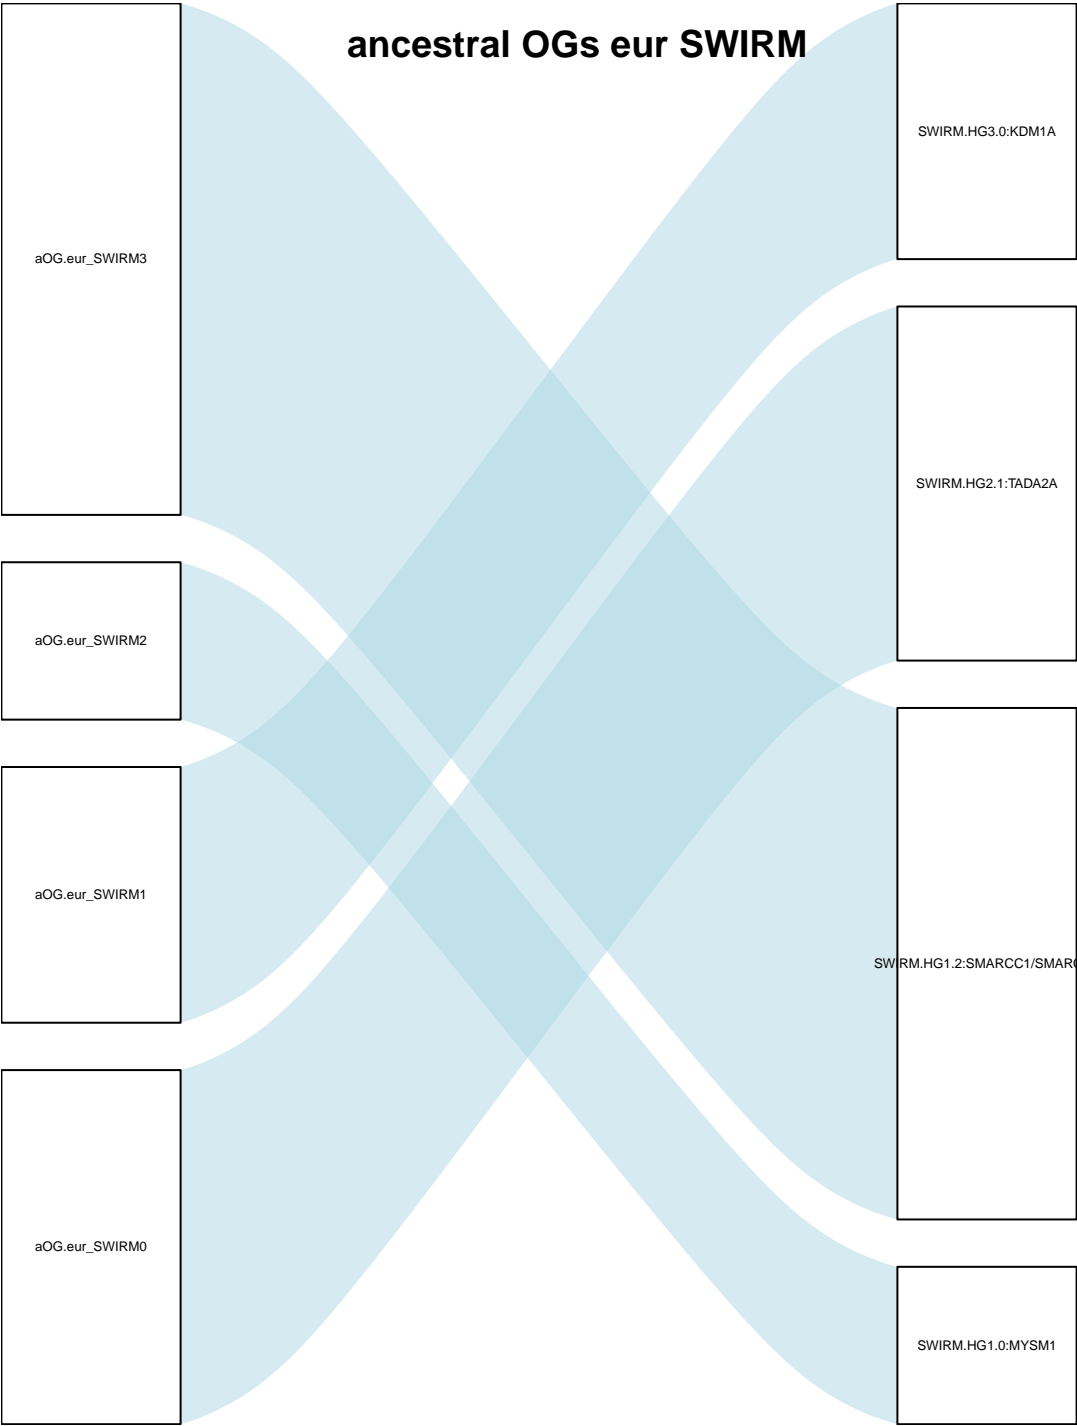 ancestral OGs eur SWIRM
aOG.eur_SWIRM3
aOG.eur_SWIRM2
aOG.eur_SWIRM1
aOG.eur_SWIRM0
SWIRM.HG3.0:KDM1A
SWIRM.HG2.1:TADA2A
SWIRM.HG1.2:SMARCC1/SMARC
SWIRM.HG1.0:MYSM1